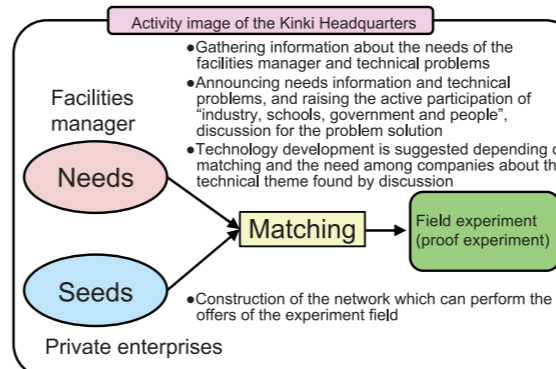 Activity image of the Kinki Headquarters
●Gathering information about the needs of the
facilities manager and technical problems
●Announcing needs information and technical
problems, and raising the active participation of
“industry, schools, government and people”,
discussion for the problem solution
●Technology development is suggested depending o
matching and the need among companies about th
technical theme found by discussion
Facilities
manager
Needs
Matching
Field experiment
(proof experiment)
Seeds
●Construction of the network which can perform the
offers of the experiment field
Private enterprises